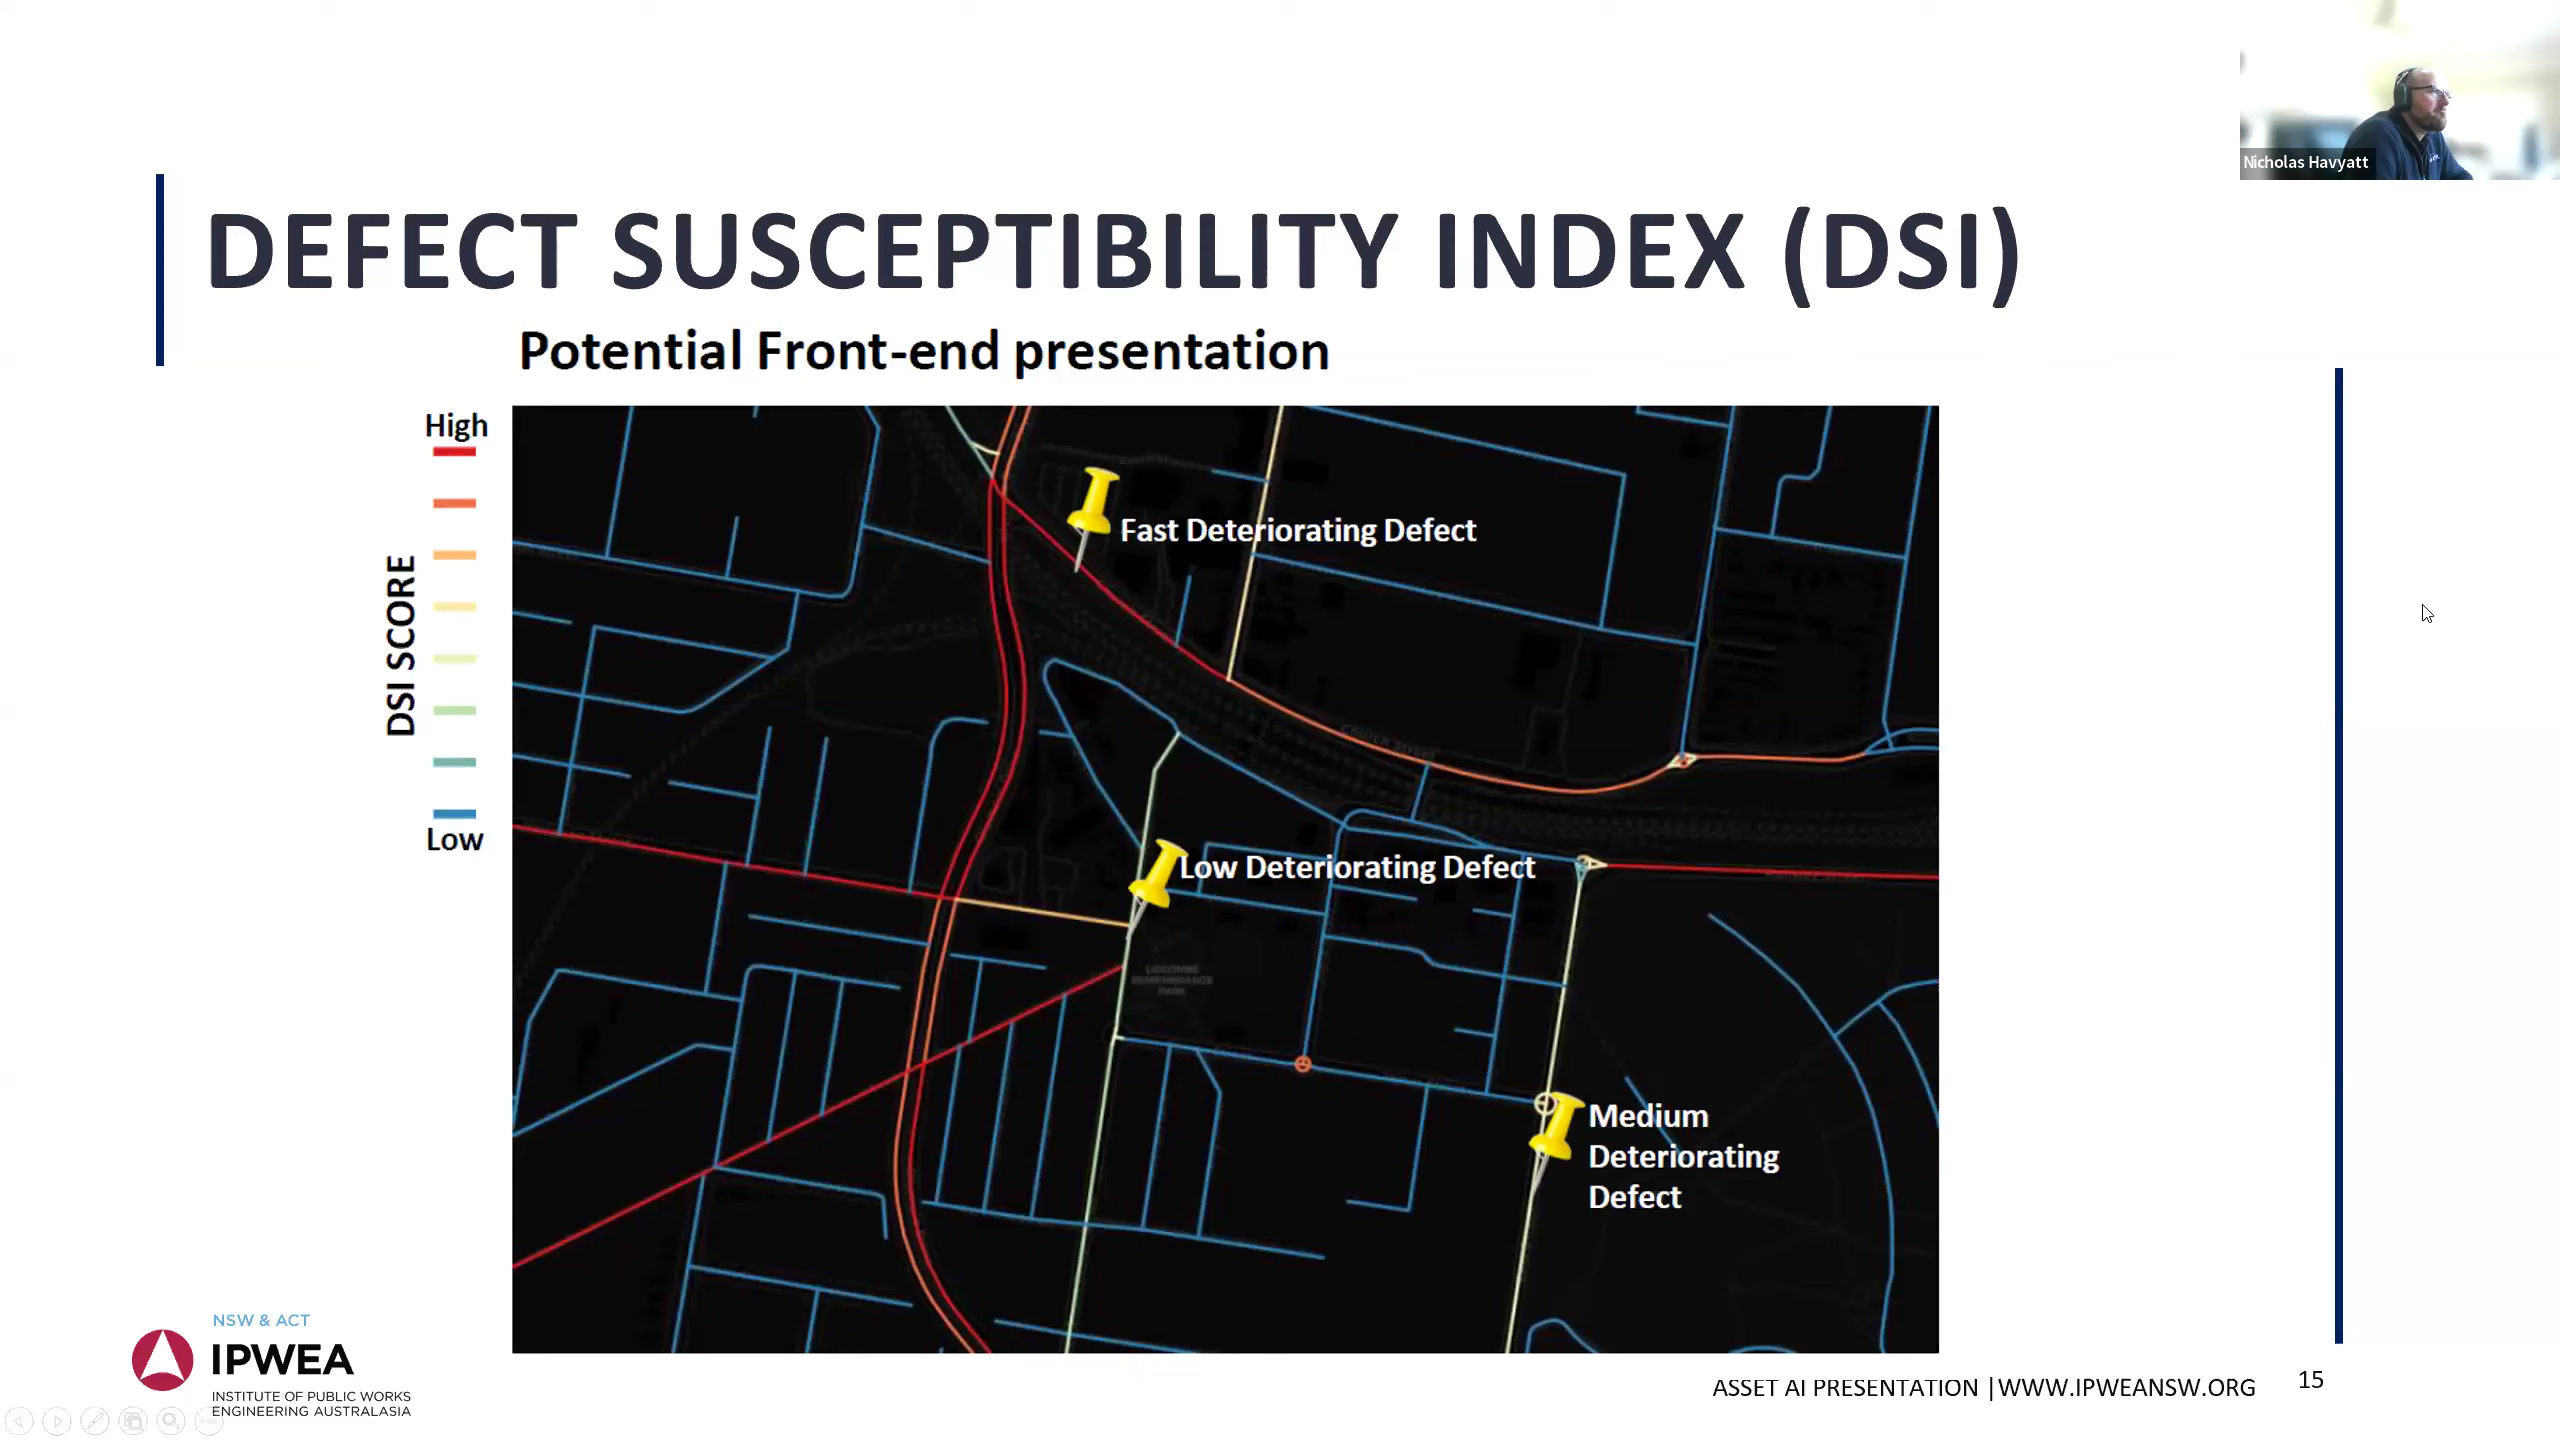 Nicholas Havyatt
DEFECT SUSCEPTIBILITY INDEX (DSI)
Potential Front-end presentation
High
DSI SCORE
Low
Fast Deteriorating Defect
Low Deteriorating Defect
Medium
Deteriorating
Defect
NSW & ACT
IPWEA
INSTITUTE OF PUBLIC WORKS
ENGINEERING AUSTRALASIA
ASSET AI PRESENTATION |WWW.IPWEANSW.ORG
15